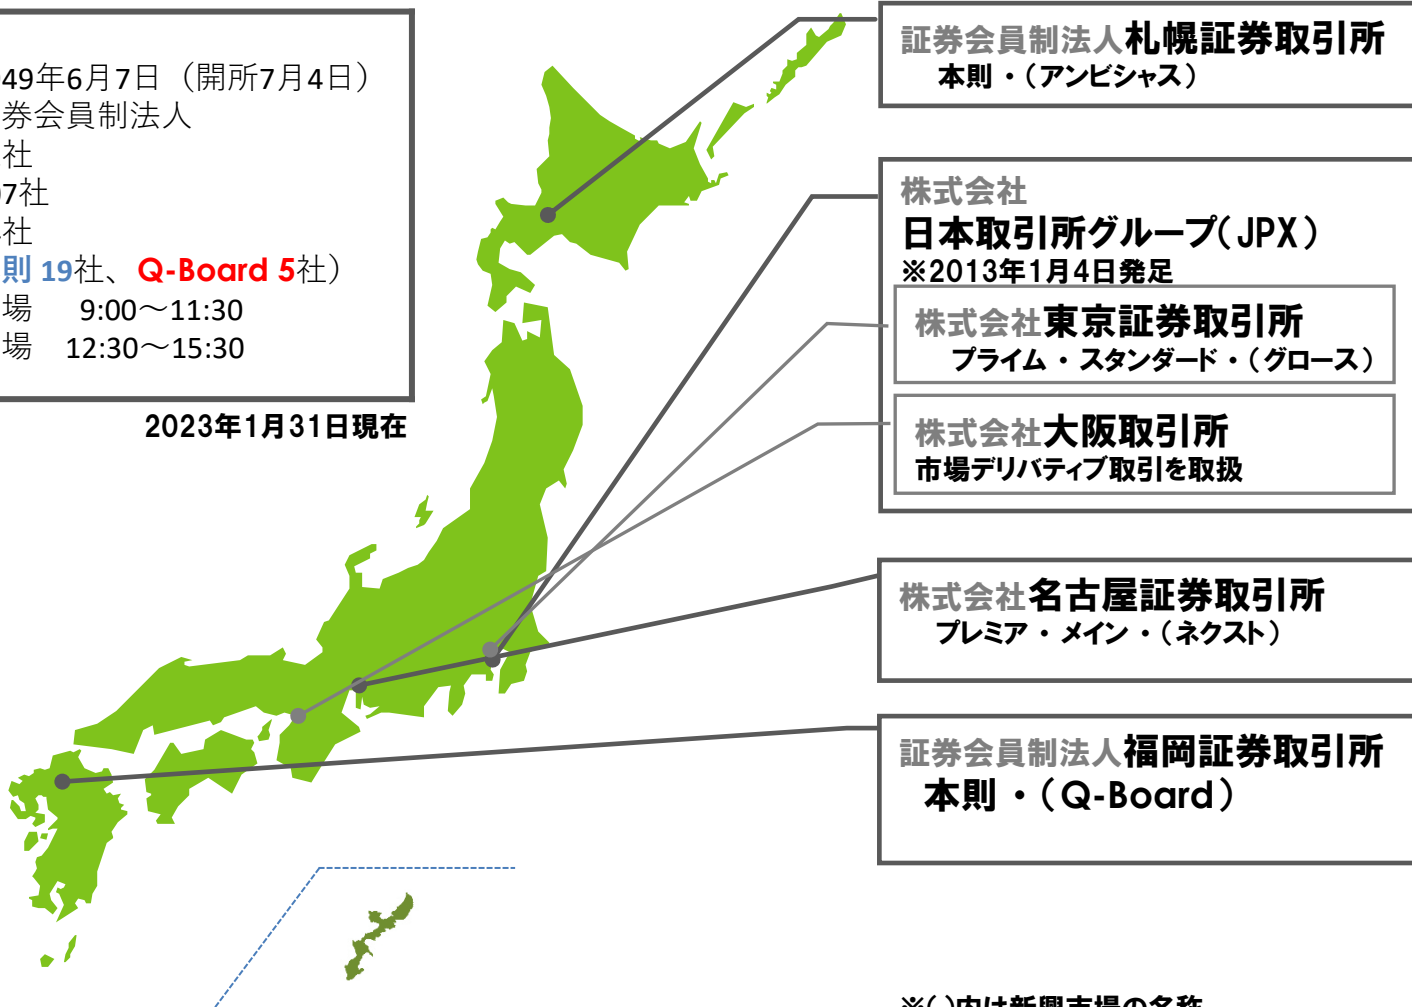 49年6月7日（開所7月4日）
券会員制法人
社
7社
社
則 19社、Q-Board 5社）
場 9:00～11:30
場 12:30～15:30
2023年1月31日現在
証券会員制法人札幌証券取引所
本則・（アンビシャス）
株式会社
日本取引所グループ（JPX）
※2013年1月4日発足
株式会社東京証券取引所
プライム・スタンダード・（グロース）
株式会社大阪取引所
市場デリバティブ取引を取扱
株式会社名古屋証券取引所
プレミア・メイン・（ネクスト）
証券会員制法人福岡証券取引所
本則・（Q-Board）
※( )内は新興市場の名称